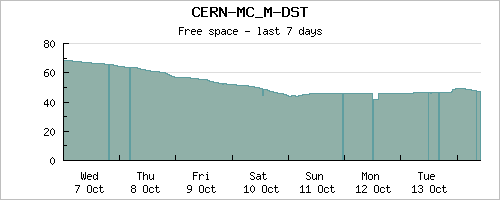 CERN-MC_M-DST
Free space - last 7 days
80
60
40
20
0
Wed Thu Fri Sat Sun Mon Tue
7 Oct 8 Oct 9 Oct 10 Oct 11 Oct 12 Oct 13 Oct